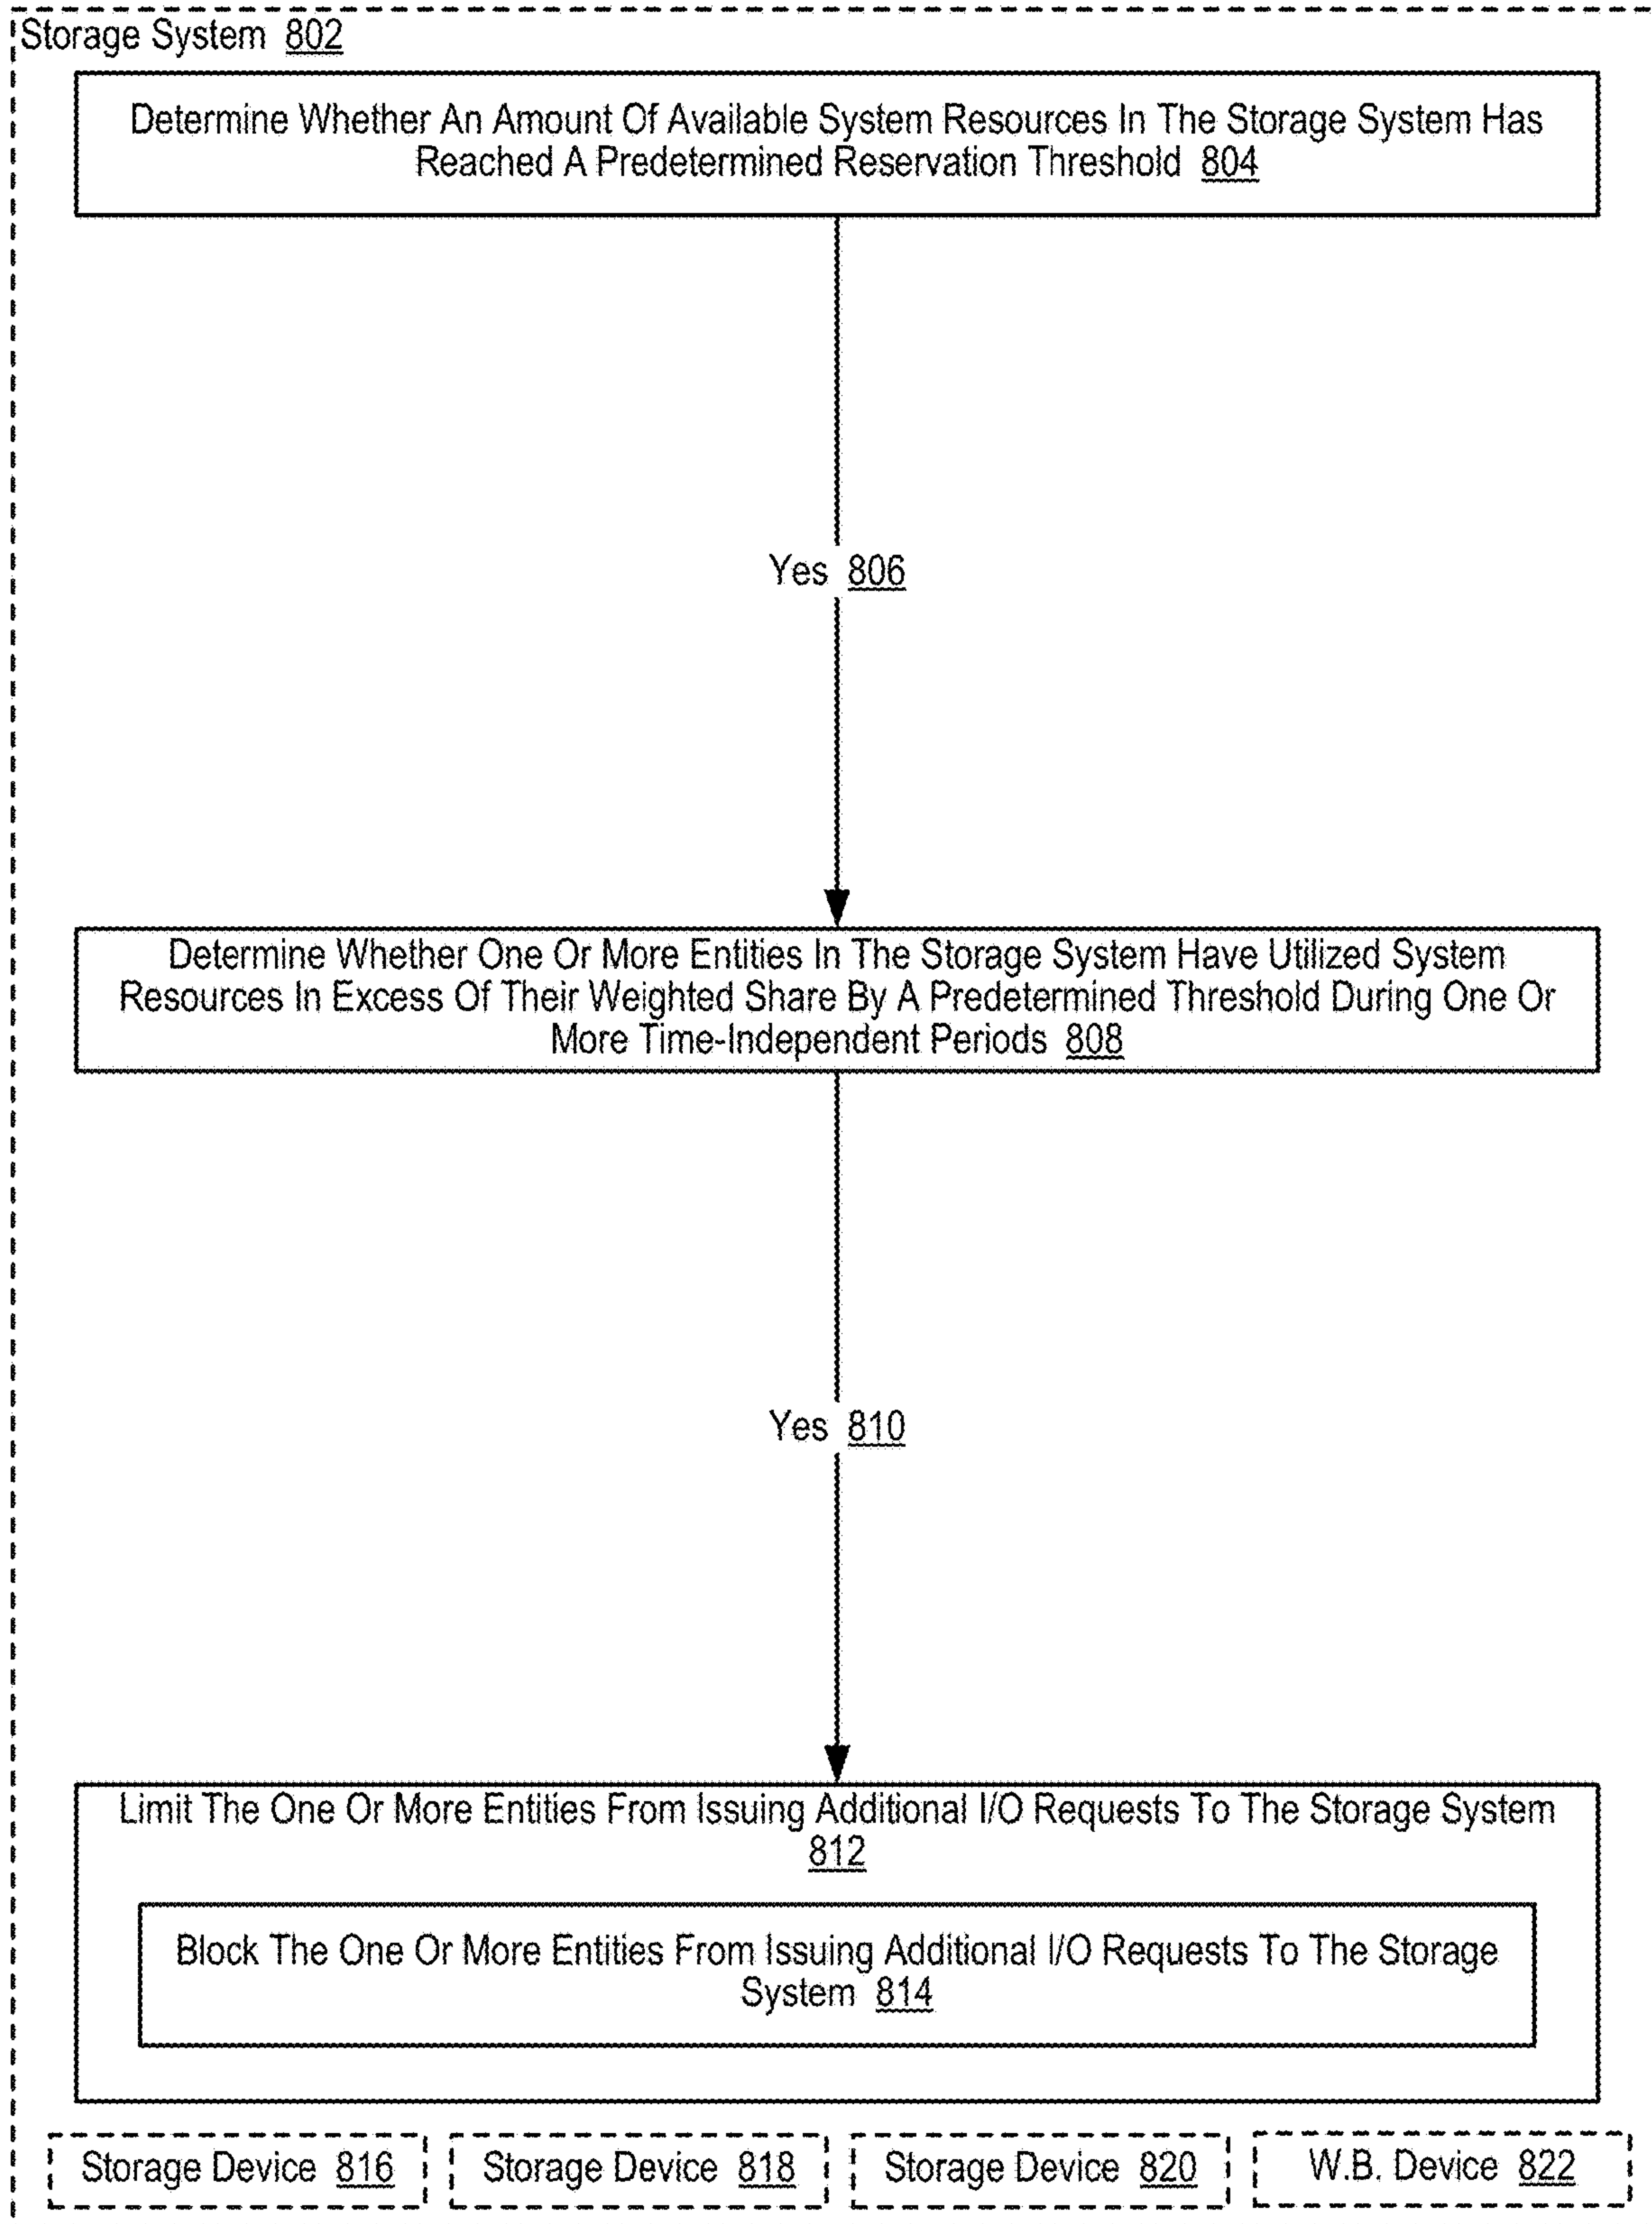 Storage System 802
Determine Whether An Amount Of Available System Resources In The Storage System Has
Reached A Predetermined Reservation Threshold 804
Yes 806
Determine Whether One Or More Entities In The Storage System Have Utilized System
Resources In Excess Of Their Weighted Share By A Predetermined Threshold During One Or
More Time-Independent Periods 808
Yes 810
Limit The One Or More Entities From Issuing Additional I/O Requests To The Storage System
812
Block The One Or More Entities From Issuing Additional I/O Requests To The Storage
System 814
Storage Device 816
Storage Device 818
Storage Device 820
W.B. Device 822